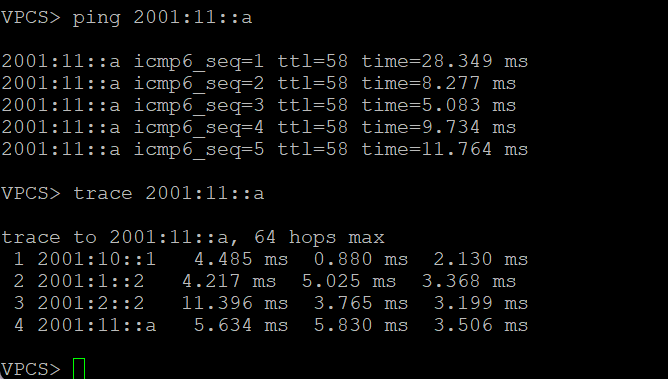 VPCS> ping 2001:11::a
2001:11::a icmp6_seq=1 ttl=58 time=28.349 ms
2001:11::a icmp6_seq=2 ttl=58 time=8.277 ms
2001:11::a icmp6_seq=3 ttl=58 time=5.083 ms
2001:11::a icmp6_seq=4 ttl=58 time=9.734 ms
2001:11::a icmp6_seq=5 ttl=58 time=11.764 ms
VPCS> trace 2001:11::a
trace to 2001:11::a, 64 hops max
1 2001:10::1   4.485 ms  0.880 ms  2.130 ms
2 2001:1::2   4.217 ms  5.025 ms  3.368 ms
3 2001:2::2   11.396 ms  3.765 ms  3.199 ms
4 2001:11::a   5.634 ms  5.830 ms  3.506 ms
VPCS>